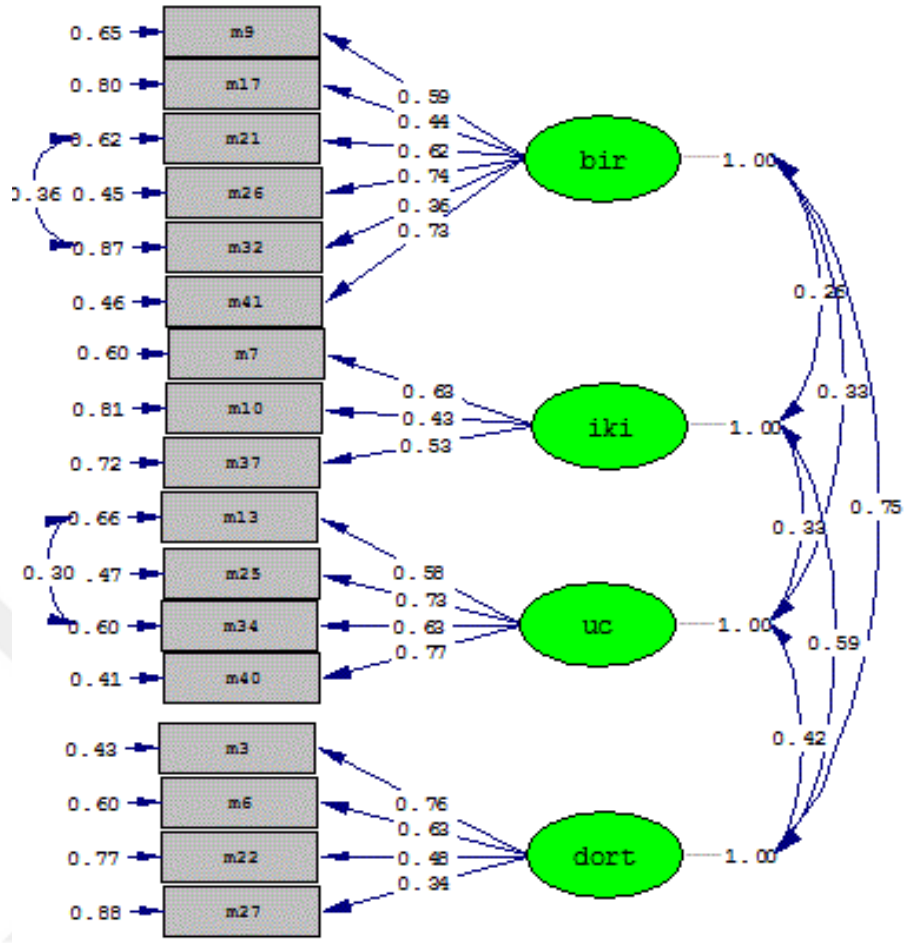 0.65 m9
0.80 m17
0.62 m21
0.36 0.45 m26
0.87 m32
0.46 m41
0.59
0.44
0.62
0.74
0.36
0.73
bir 1.00
0.60 m7
0.81 m10
0.72 m37
0.63
0.43
0.53
iki 1.00
0.66 m13
0.30 .47 m25
0.60 m34
0.41 m40
0.58
0.73
0.63
0.77
uc 1.00
0.43 m3
0.60 m6
0.77 m22
0.88 m27
0.76
0.63
0.48
0.34
dort 1.00
0.33
0.75
0.33
0.59
0.42